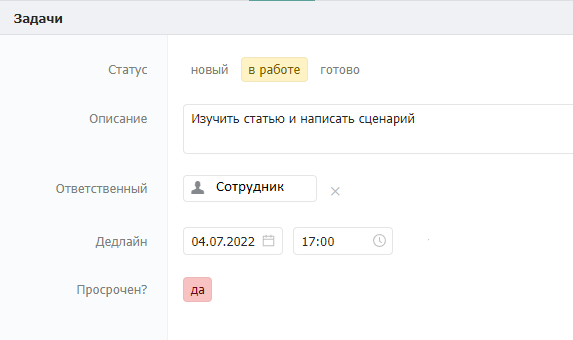 Задачи
Статус новый в работе готово
Описание Изучить статью и написать сценарий
Ответственный Сотрудник
Дедлайн 04.07.2022 17:00
Просрочен? да